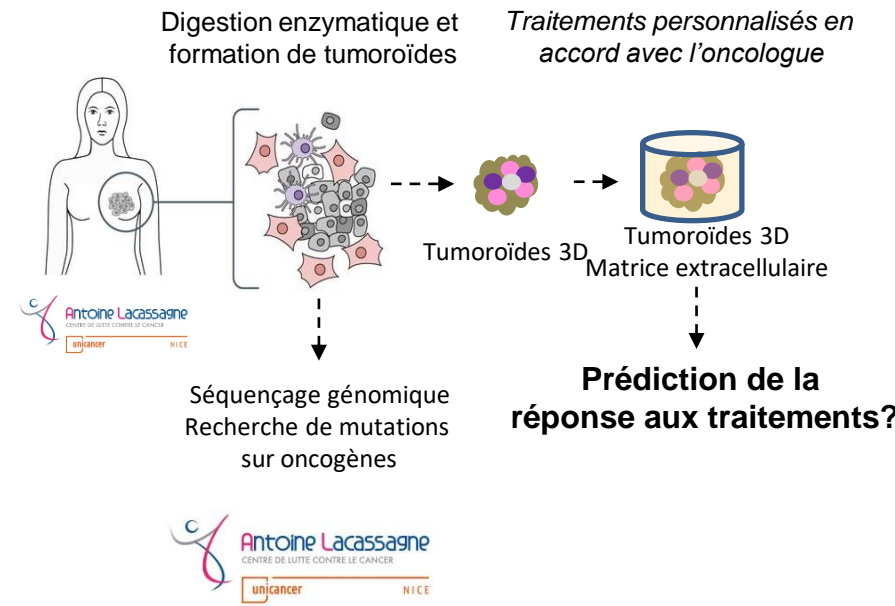 Digestion enzymatique et
formation de tumoroïdes
Traitements personnalisés en
accord avec l’oncologue
Tumoroïdes 3D
Tumoroïdes 3D
Matrice extracellulaire
Antoine Lacassagne
CENTRE DE LUTTE CONTRE LE CANCER
unicancer NICE
Séquençage génomique
Recherche de mutations
sur oncogènes
Prédiction de la
réponse aux traitements?
Antoine Lacassagne
CENTRE DE LUTTE CONTRE LE CANCER
unicancer NICE